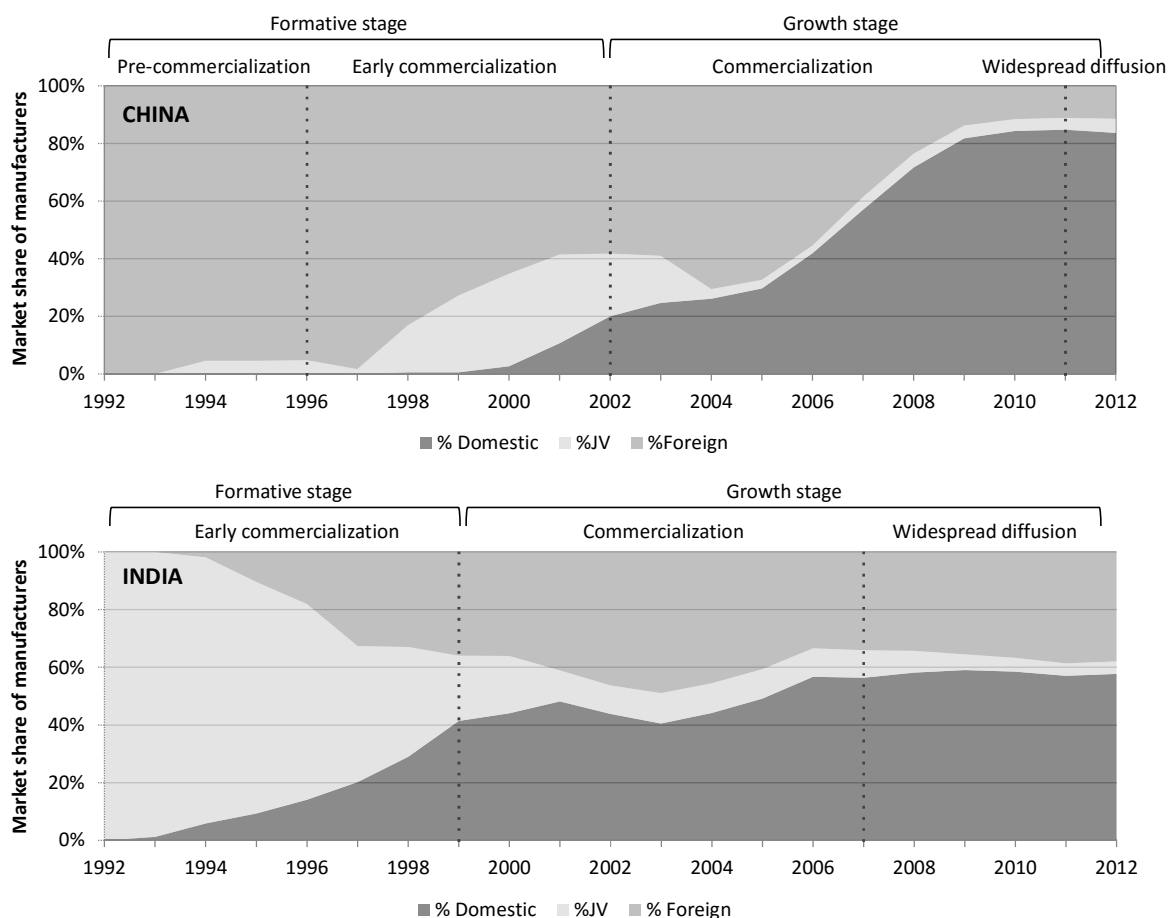 Formative stage Growth stage
Pre-commercialization Early commercialization Commercialization Widespread diffusion
Market share of manufacturers
100%
CHINA
80%
60%
40%
20%
0%
1992 1994 1996 1998 2000 2002 2004 2006 2008 2010 2012
% Domestic %JV %Foreign
Formative stage Growth stage
Early commercialization Commercialization Widespread diffusion
Market share of manufacturers
100%
INDIA
80%
60%
40%
20%
0%
1992 1994 1996 1998 2000 2002 2004 2006 2008 2010 2012
% Domestic %JV % Foreign